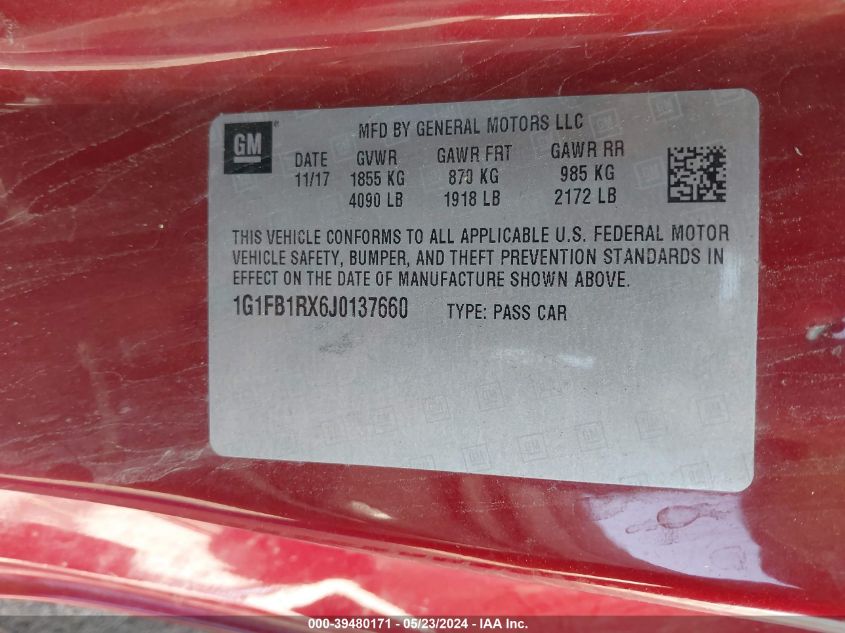 GM
MFD BY GENERAL MOTORS LLC
DATE GVWR GAWR FRT GAWR RR
11/17 1855 KG 870 KG 985 KG
4090 LB 1918 LB 2172 LB
THIS VEHICLE CONFORMS TO ALL APPLICABLE U.S. FEDERAL MOTOR
VEHICLE SAFETY, BUMPER, AND THEFT PREVENTION STANDARDS IN
EFFECT ON THE DATE OF MANUFACTURE SHOWN ABOVE.
1G1FB1RX6J0137660 TYPE: PASS CAR
000-39480171 - 05/23/2024 - IAA Inc.